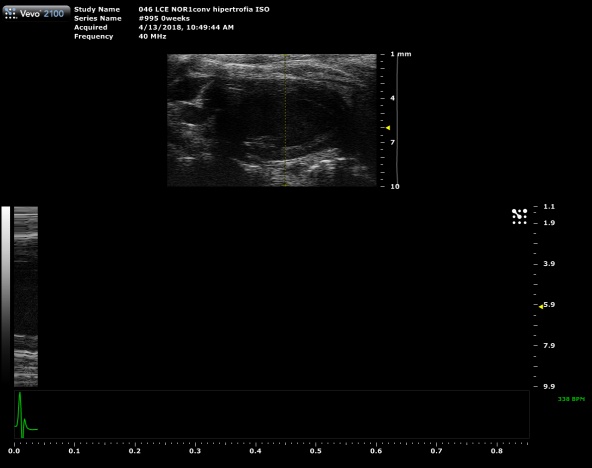 Vevo 2100
Study Name 046 LCE NOR1conv hipertrofia ISO
Series Name #995 0weeks
Acquired 4/13/2018, 10:49:44 AM
Frequency 40 MHz
1 mm
4
7
10
1.1
1.9
3.9
5.9
7.9
9.9
338 BPM
0.0 0.1 0.2 0.3 0.4 0.5 0.6 0.7 0.8